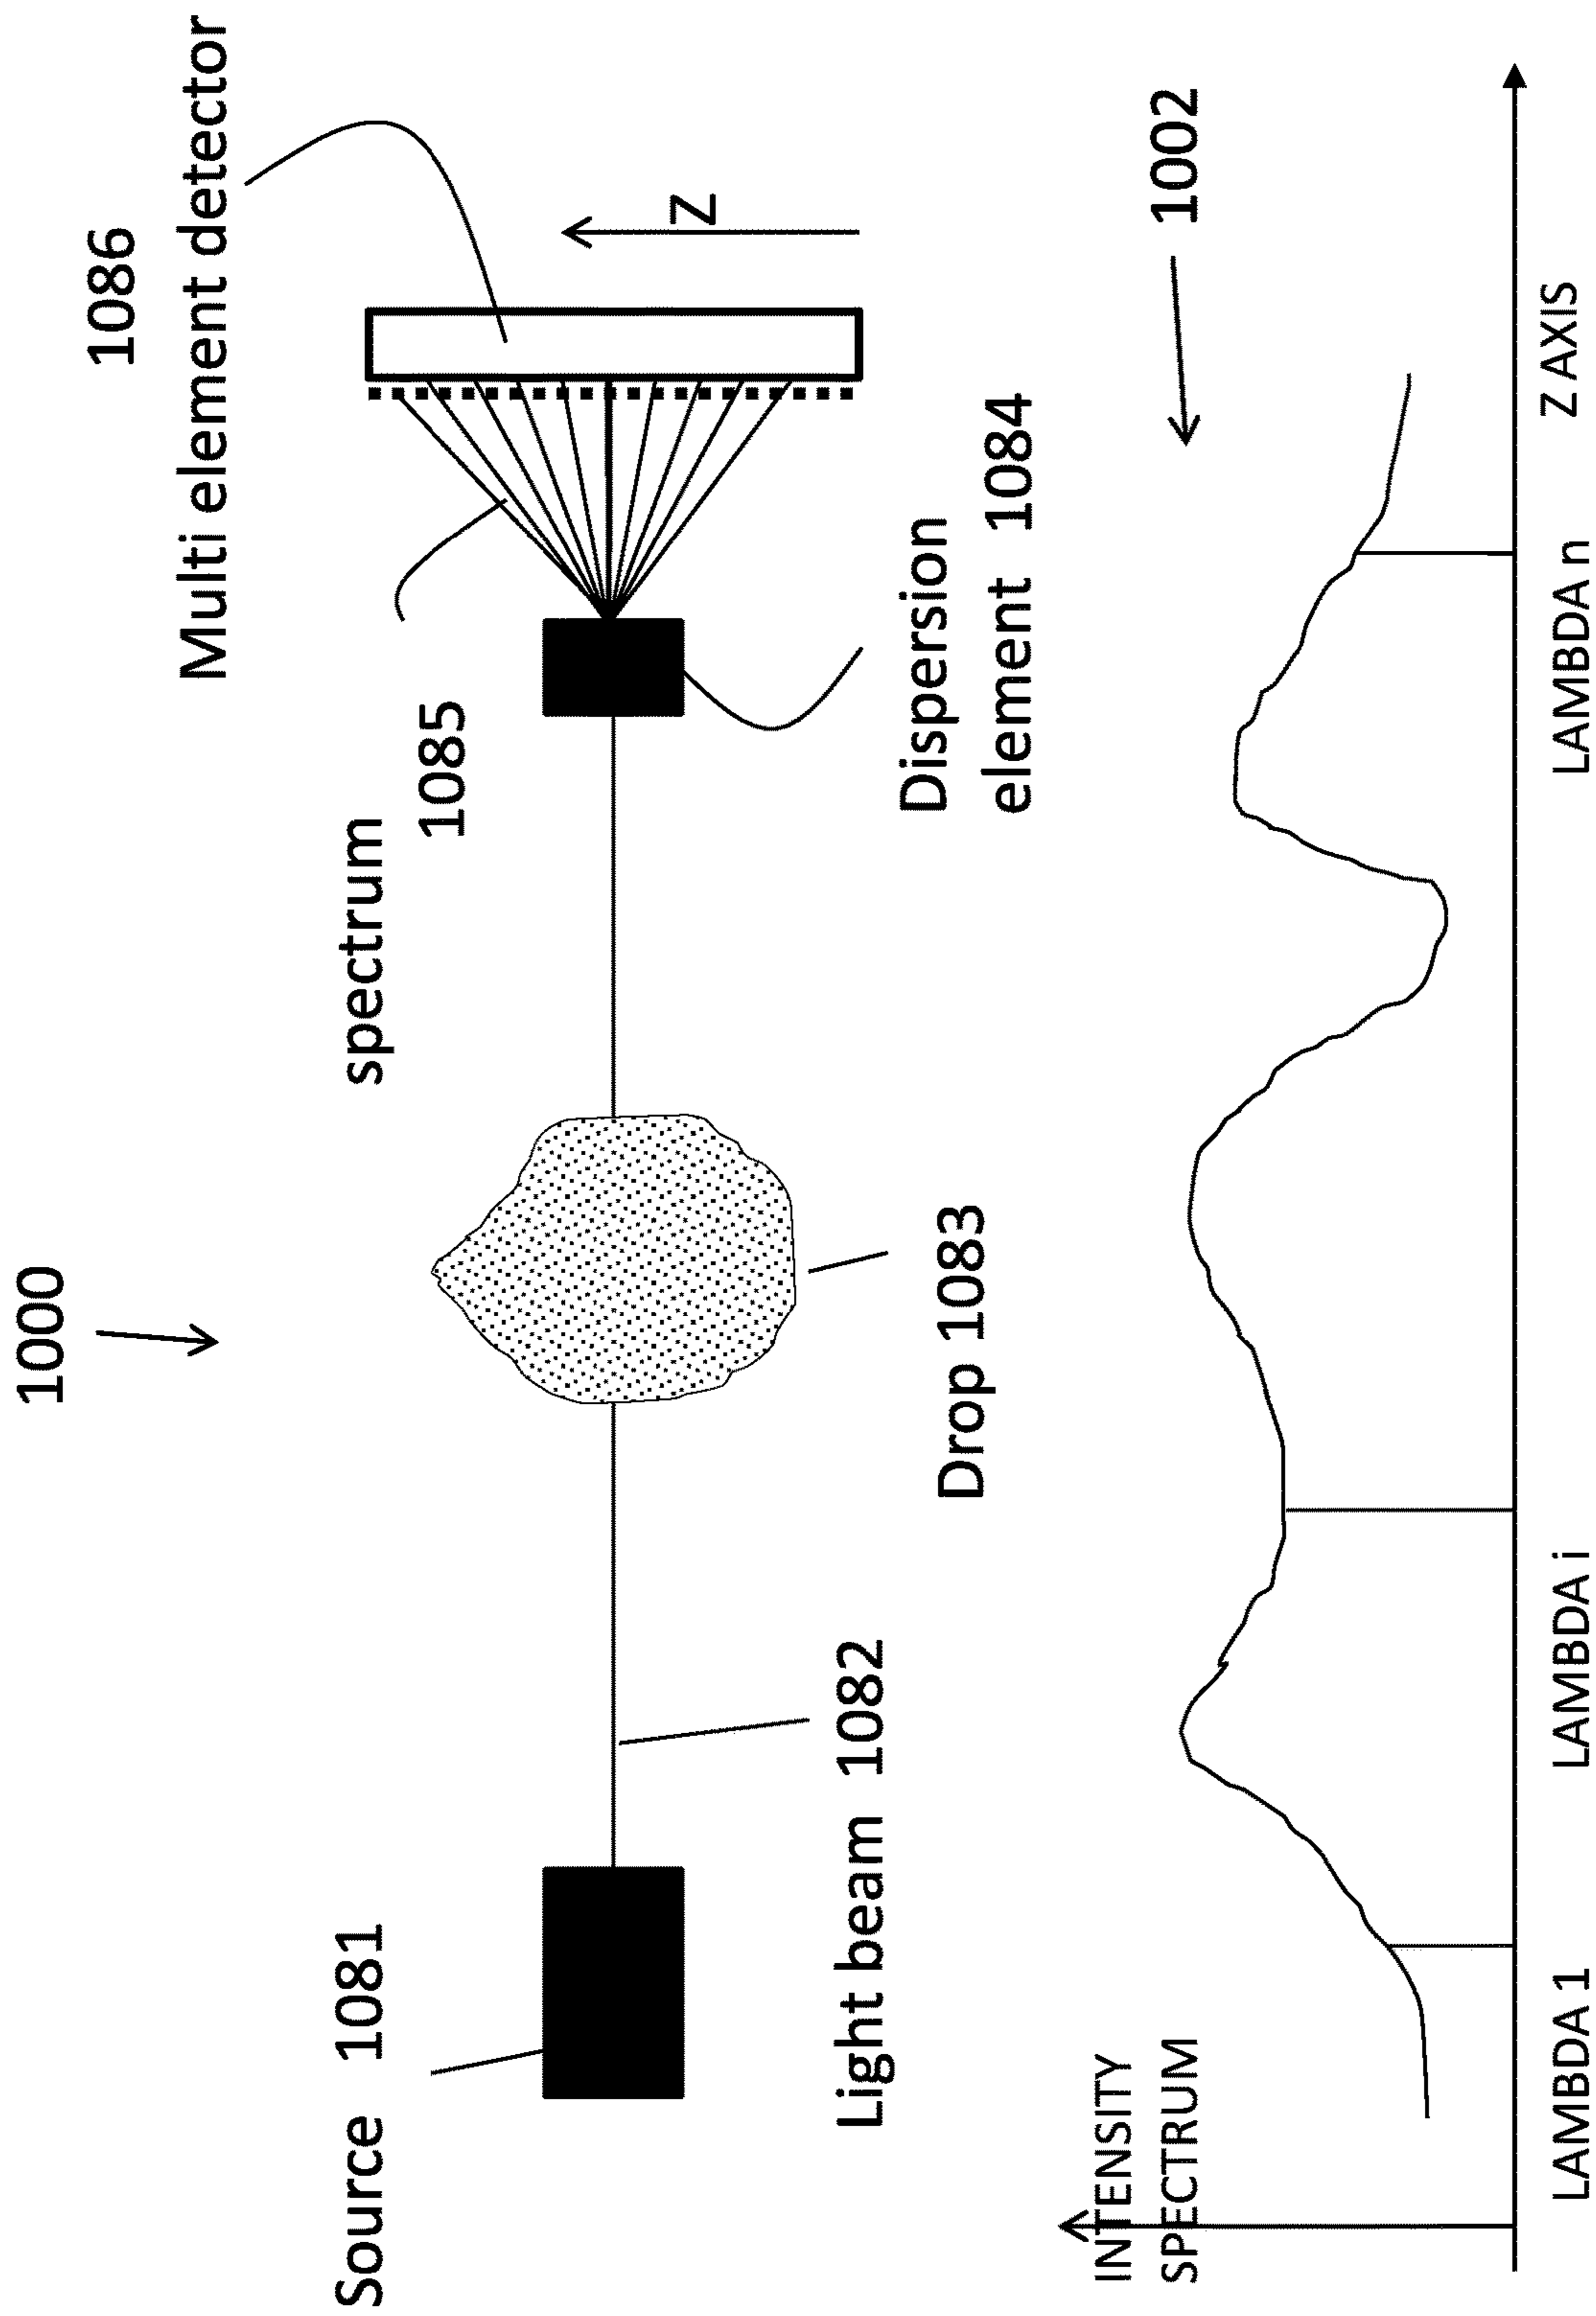 1000
1086
Multi element detector
Source 1081
spectrum
1085
Z
Light beam 1082
Drop 1083
Dispersion
element 1084
1002
INTENSITY
SPECTRUM
LAMBDA 1
LAMBDA i
LAMBDA n
Z AXIS